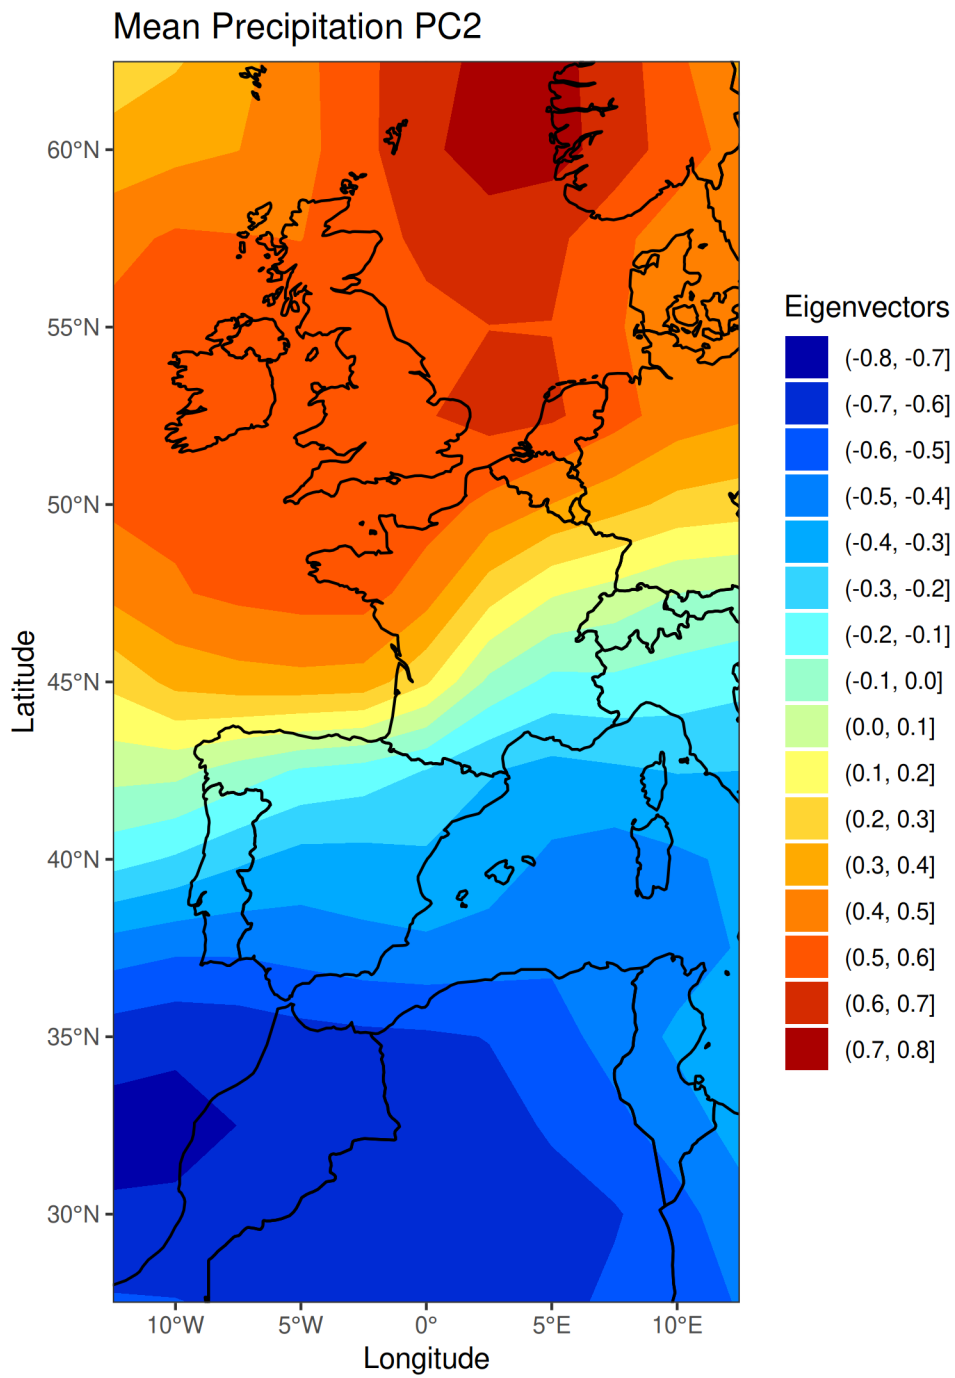 Mean Precipitation PC2
60°N
55°N
50°N
45°N
40°N
35°N
30°N
Latitude
10°W
5°W
0°
5°E
10°E
Longitude
Eigenvectors
(-0.8, -0.7]
(-0.7, -0.6]
(-0.6, -0.5]
(-0.5, -0.4]
(-0.4, -0.3]
(-0.3, -0.2]
(-0.2, -0.1]
(-0.1, 0.0]
(0.0, 0.1]
(0.1, 0.2]
(0.2, 0.3]
(0.3, 0.4]
(0.4, 0.5]
(0.5, 0.6]
(0.6, 0.7]
(0.7, 0.8]